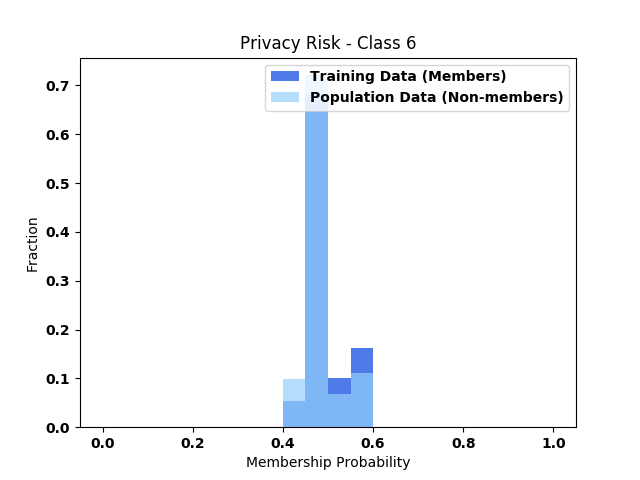 Privacy Risk - Class 6
Training Data (Members)
Population Data (Non-members)
0.7
0.6
0.5
0.4
0.3
0.2
0.1
0.0
Fraction
0.0 0.2 0.4 0.6 0.8 1.0
Membership Probability